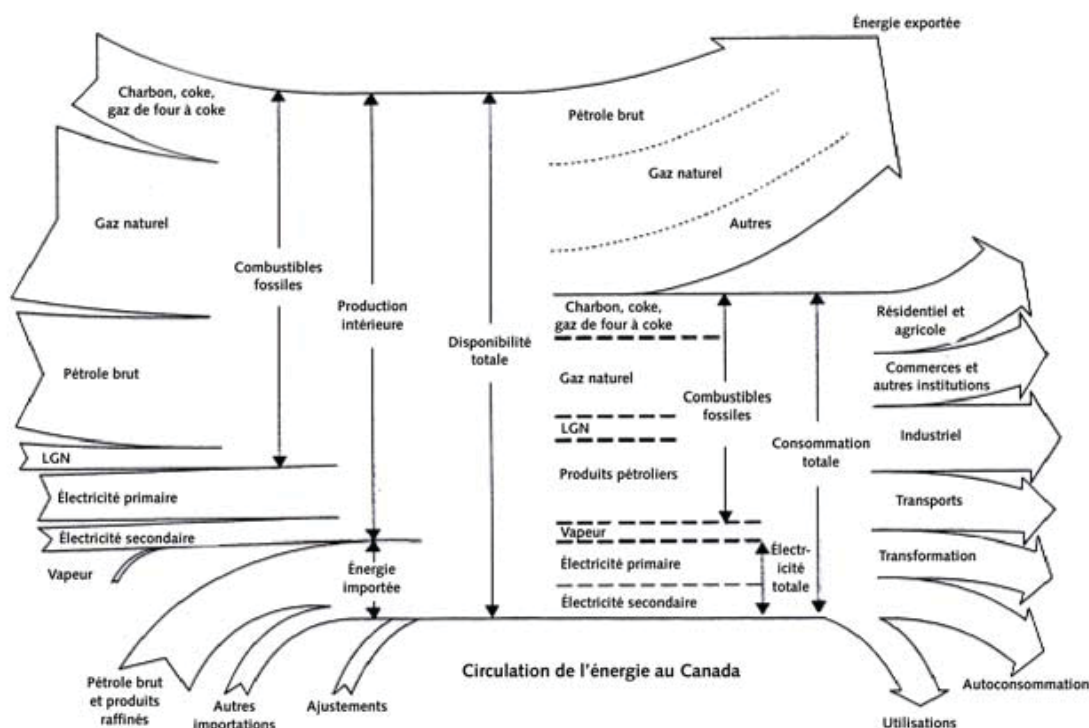 Énergie exportée
Charbon, coke,
gaz de four à coke
Gaz naturel
Pétrole brut
LGN
Électricité primaire
Électricité secondaire
Vapeur
Pétrole brut
et produits
raffinés
Autres
importations
Ajustements
Combustibles
fossiles
Production
intérieure
Énergie
importée
Disponibilité
totale
Pétrole brut
Gaz naturel
Autres
Charbon, coke,
gaz de four à coke
Gaz naturel
LGN
Produits pétroliers
Vapeur
Électricité primaire
Électricité secondaire
Combustibles
fossiles
Électr-
icité
totale
Consommation
totale
Résidentiel et
agricole
Commerces et
autres institutions
Industriel
Transports
Transformation
Autoconsommation
Utilisations
Circulation de l'énergie au Canada